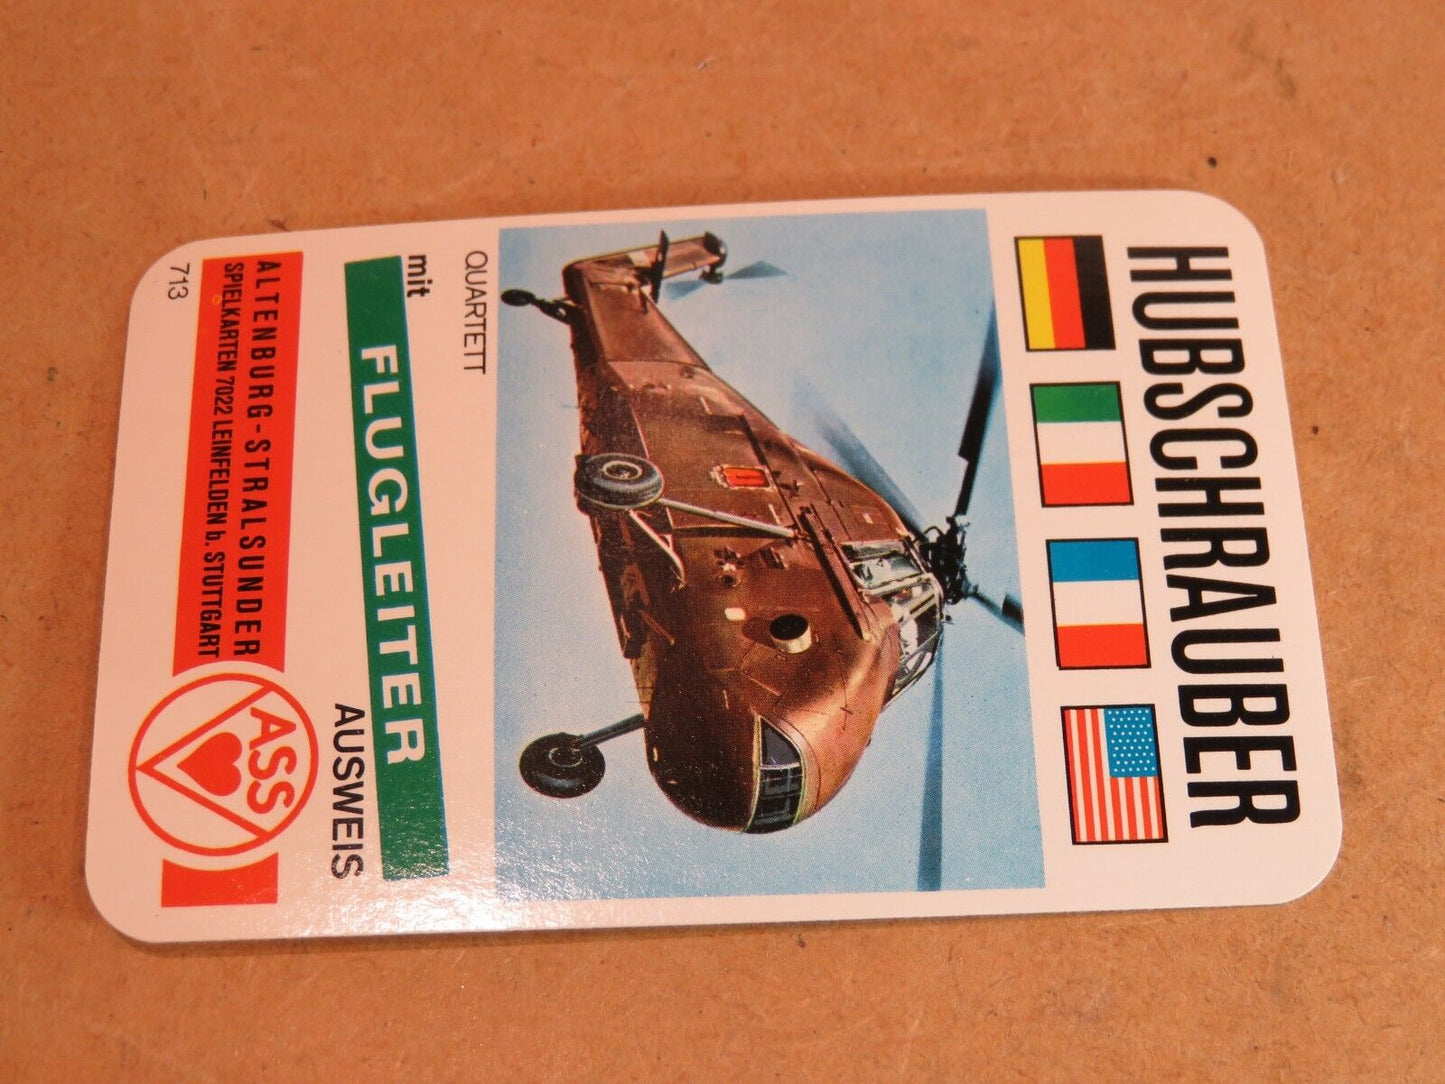 HUBSCHRAUBER
QUARTETT
mit
FLUGLEITER
AUSWEIS
ALTENBURG-STRALSUNDER
SPIELKARTEN 7022 LEINFELDEN b. STUTTGART
ASS
713